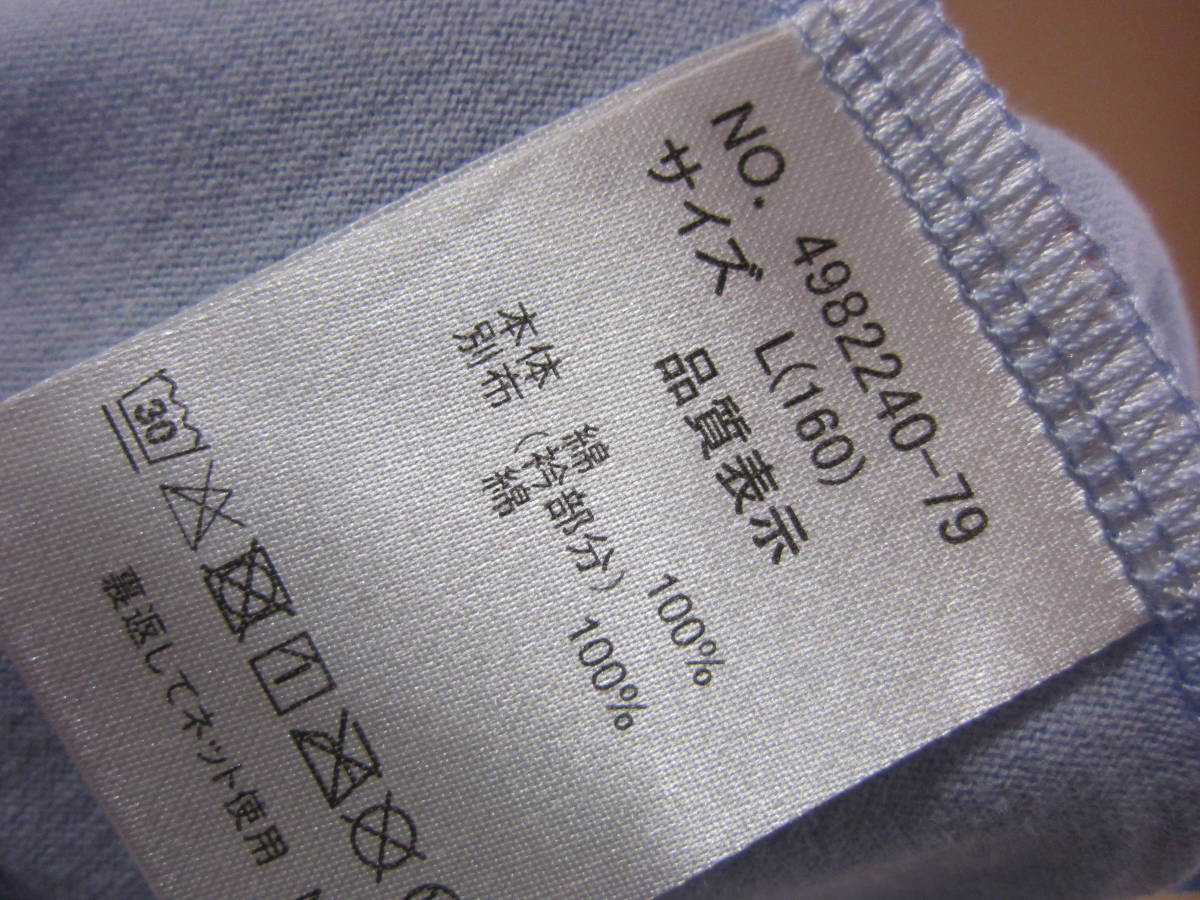 NO. 4982240-79
サイズ L(160)
品質表示
本体 綿 100%
別布 (衿部分)
綿 100%
30
裏返してネット使用